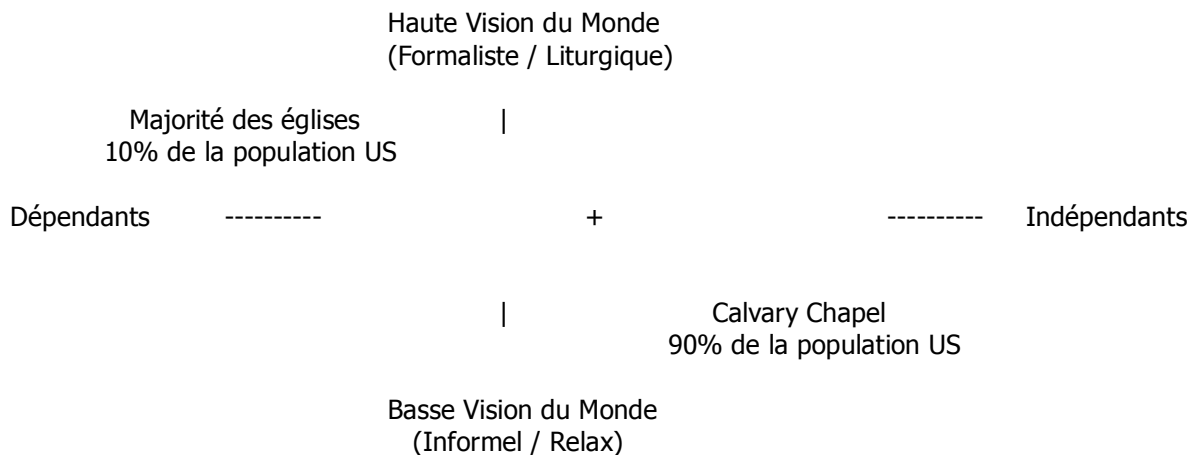 Haute Vision du Monde
(Formaliste / Liturgique)
Majorité des églises |
10% de la population US
Dépendants ---------- + ---------- Indépendants
| Calvary Chapel
90% de la population US
Basse Vision du Monde
(Informel / Relax)